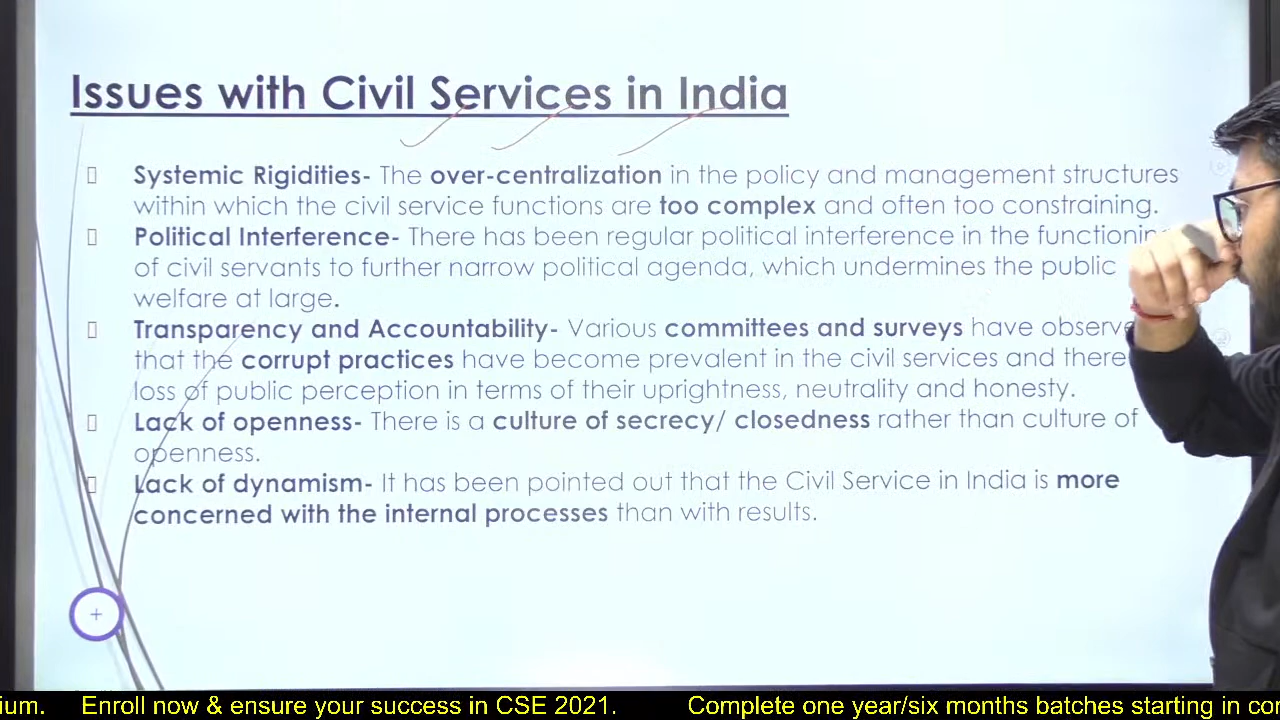 Issues with Civil Services in India
Systemic Rigidities- The over-centralization in the policy and management structures
within which the civil service functions are too complex and often too constraining.
Political Interference- There has been regular political interference in the
of civil servants to further narrow political agenda, which undermines the public
welfare at large.
Transparency and Accountability- Various committees and surveys have
that the corrupt practices have become prevalent in the civil services and there
loss of public perception in terms of their uprightness, neutrality and honesty.
Lack of openness- There is a culture of secrecy/ closedness rather than culture of
openness.
Lack of dynamism- It has been pointed out that the Civil Service in India is more
concerned with the internal processes than with results.
+
Enroll now & ensure your success in CSE 2021. Complete one year/six months batches starting in